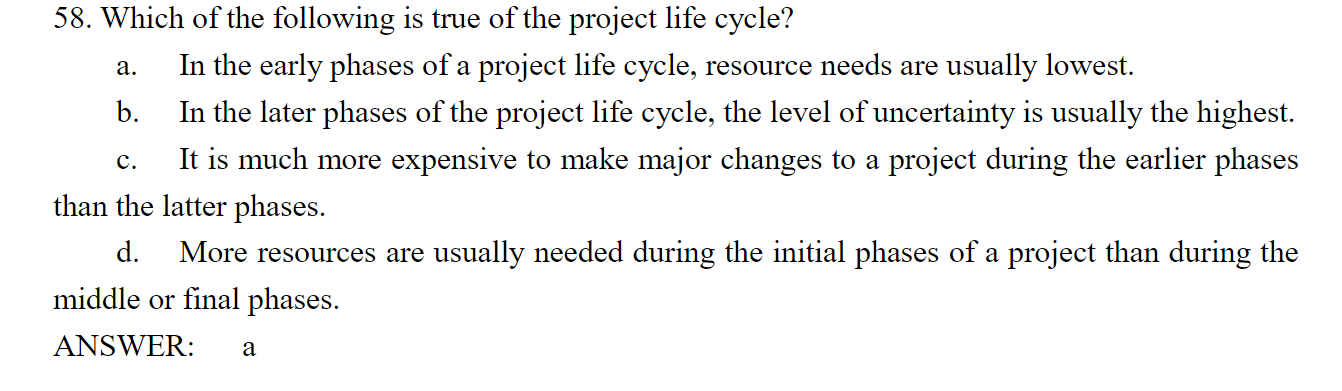 58. Which of the following is true of the project life cycle?
a. In the early phases of a project life cycle, resource needs are usually lowest.
b. In the later phases of the project life cycle, the level of uncertainty is usually the highest.
c. It is much more expensive to make major changes to a project during the earlier phases
than the latter phases.
d. More resources are usually needed during the initial phases of a project than during the
middle or final phases.
ANSWER: a